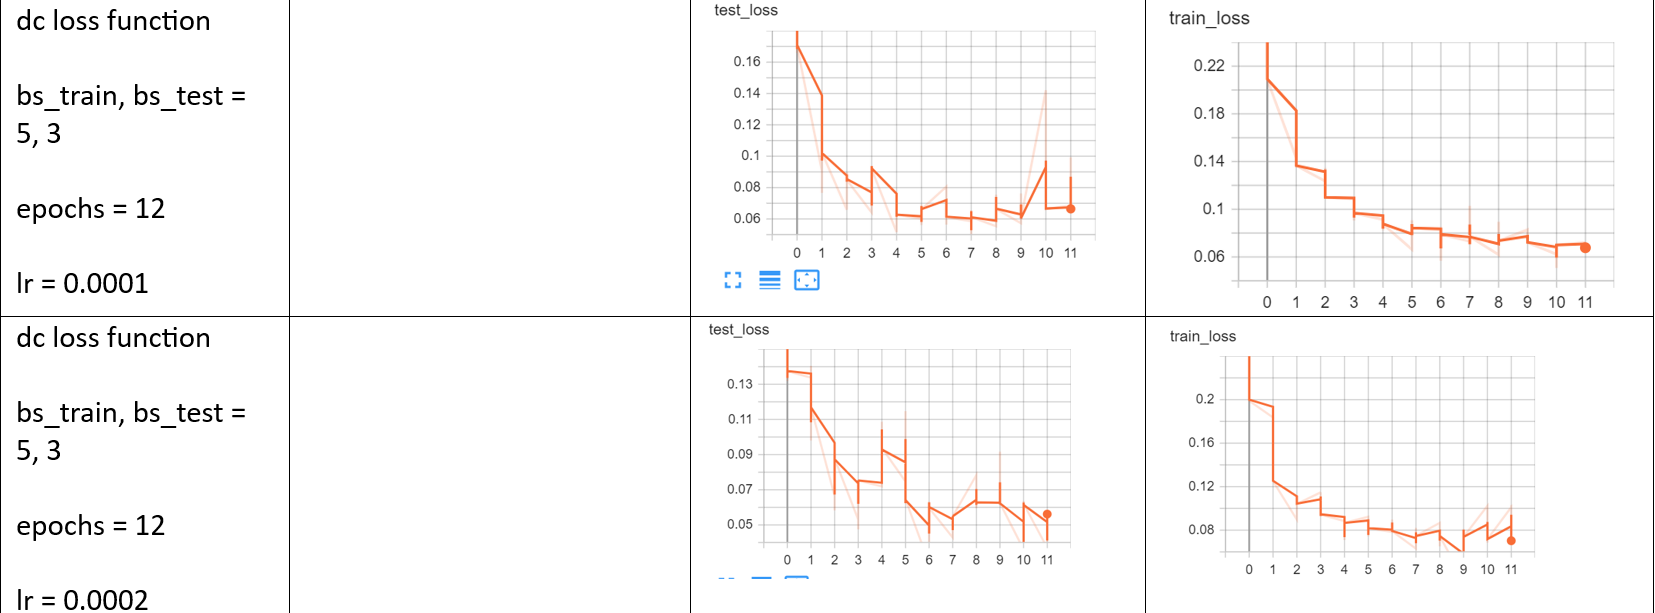 dc loss function
bs_train, bs_test =
5, 3
epochs = 12
lr = 0.0001
test_loss
0.16
0.14
0.12
0.1
0.08
0.06
0 1 2 3 4 5 6 7 8 9 10 11
train_loss
0.22
0.18
0.14
0.1
0.06
0 1 2 3 4 5 6 7 8 9 10 11
dc loss function
bs_train, bs_test =
5, 3
epochs = 12
lr = 0.0002
test_loss
0.13
0.11
0.09
0.07
0.05
0 1 2 3 4 5 6 7 8 9 10 11
train_loss
0.2
0.16
0.12
0.08
0 1 2 3 4 5 6 7 8 9 10 11